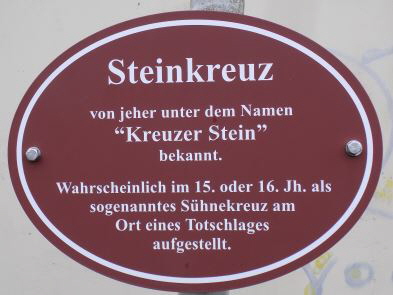 Steinkreuz
von jeher unter dem Namen
“Kreuzer Stein”
bekannt.
Wahrscheinlich im 15. oder 16. Jh. als
sogenanntes Sühnekreuz am
Ort eines Totschlages
aufgestellt.